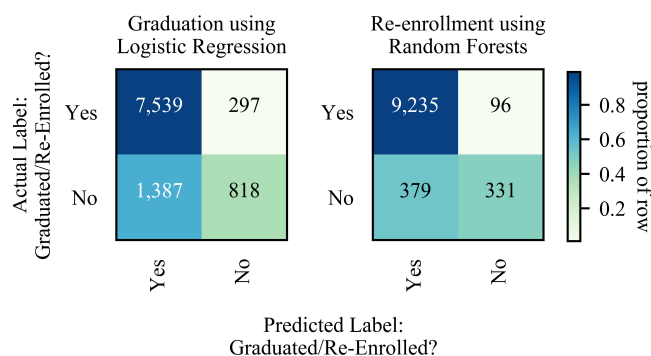 Graduation using
Logistic Regression
Re-enrollment using
Random Forests
Actual Label:
Graduated/Re-Enrolled?
Yes
7,539
297
9,235
96
No
1,387
818
379
331
Yes
No
Yes
No
0.8
0.6
0.4
0.2
proportion of row
Predicted Label:
Graduated/Re-Enrolled?